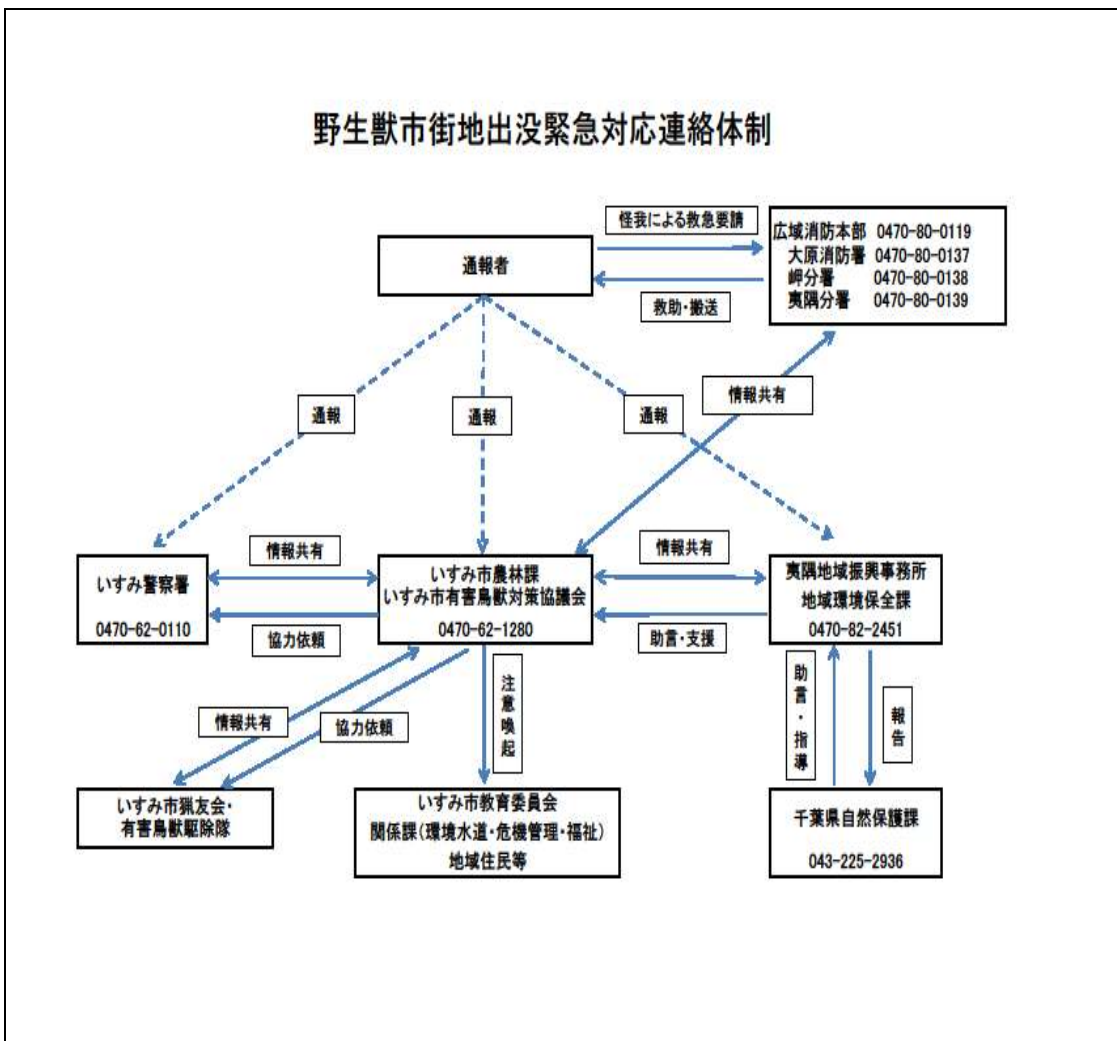 野生獣市街地出没緊急対応連絡体制
怪我による救急要請
通報者
広域消防本部 0470-80-0119
大原消防署 0470-80-0137
岬分署 0470-80-0138
夷隅分署 0470-80-0139
救助・搬送
情報共有
通報
通報
通報
情報共有
情報共有
いすみ警察署
0470-62-0110
いすみ市農林課
いすみ市有害鳥獣対策協議会
0470-62-1280
夷隅地域振興事務所
地域環境保全課
0470-82-2451
協力依頼
助言・支援
情報共有
協力依頼
注意喚起
助言・指導
報告
いすみ市猟友会・
有害鳥獣駆除隊
いすみ市教育委員会
関係課(環境水道・危機管理・福祉)
地域住民等
千葉県自然保護課
043-225-2936